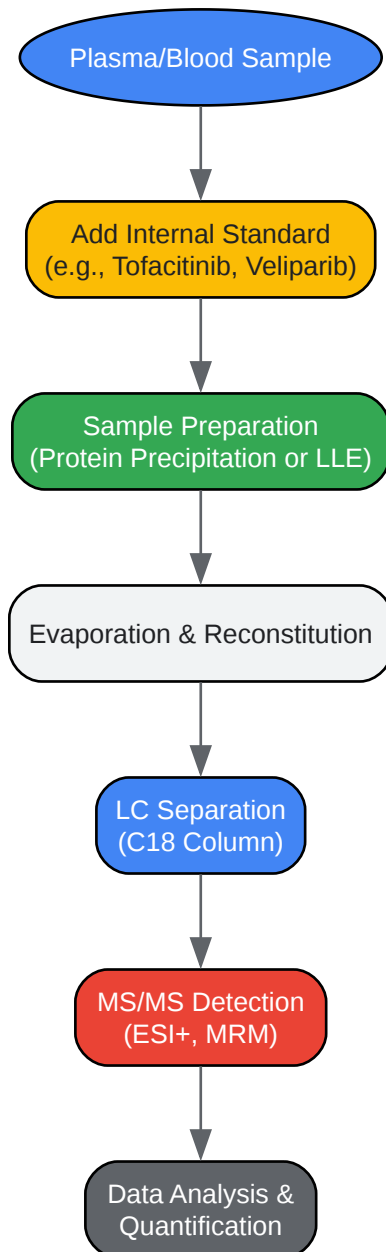 Plasma/Blood Sample
Add Internal Standard
(e.g., Tofacitinib, Veliparib)
Sample Preparation
(Protein Precipitation or LLE)
Evaporation & Reconstitution
LC Separation
(C18 Column)
MS/MS Detection
(ESI+, MRM)
Data Analysis &
Quantification